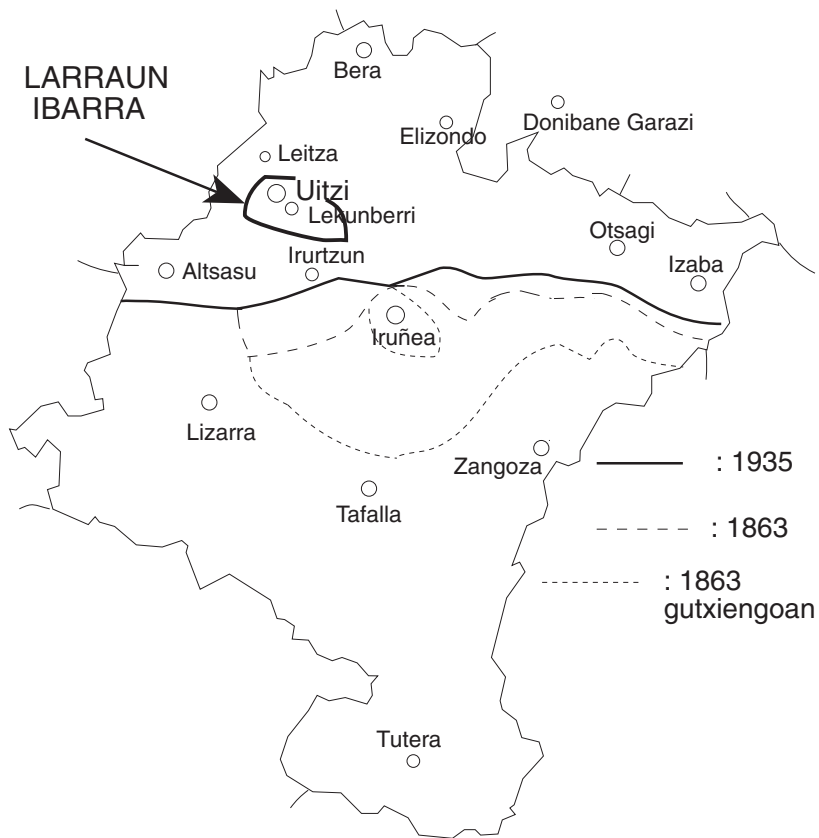 Bera
LARRAUN
IBARRA
Donibane Garazi
Elizondo
Leitza
Uitzi
Lekunberri
Otsagi
Irurtzun
Izaba
Altsasu
Iruñea
Lizarra
Zangoza
: 1935
Tafalla
: 1863
: 1863
gutxiengoan
Tutera